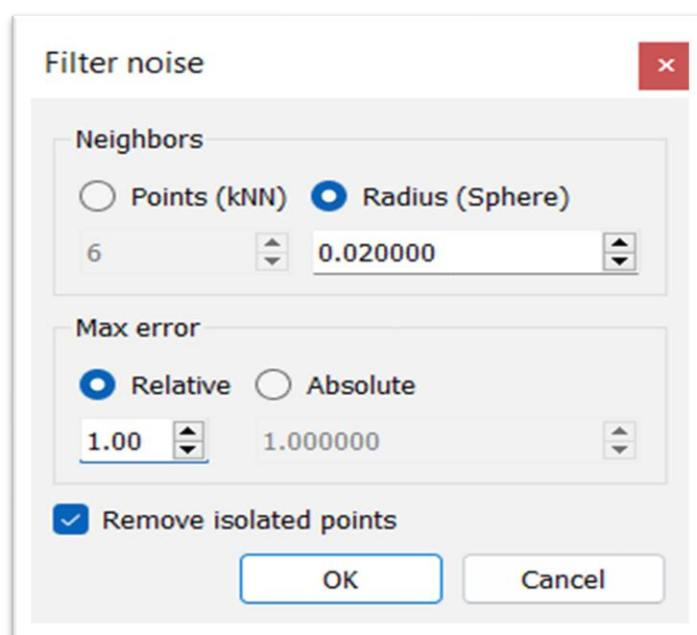 Filter noise
Neighbors
Points (kNN) Radius (Sphere)
6 0.020000
Max error
Relative Absolute
1.00 1.000000
Remove isolated points
OK Cancel